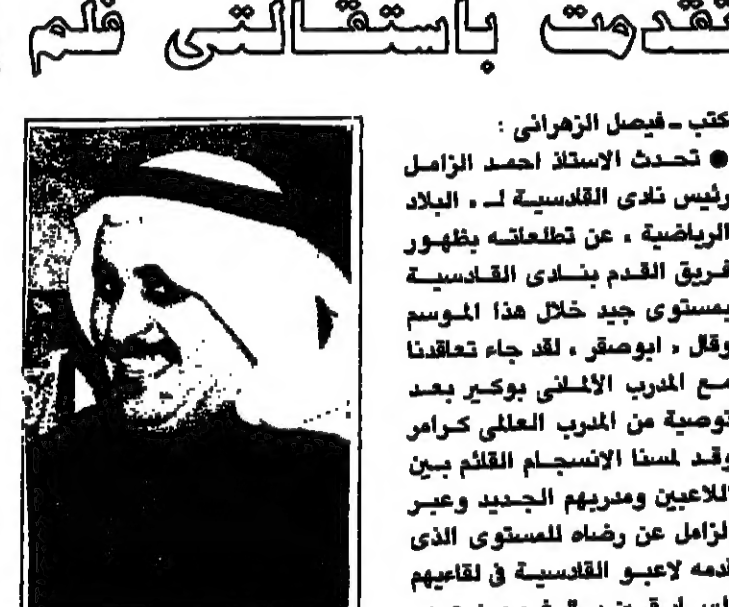 تقدمت باستقالتى فلم
كتب ـ فيصل الزهرانى :
● تحدث الاستاذ احمد الزامل
رئيس نادى القادسية لـ « البلاد
الرياضية » عن تطلعاته بظهور
فريق القدم بنادى القادسية
بمستوى جيد خلال هذا الموسم
وقال « ابوصقر » لقد جاء تعاقدنا
مع المدرب الألمانى بوكير بعد
توصية من المدرب العالمى كرامر
وقد لمسنا الانسجام القائم بين
اللاعبين ومدربهم الجديد وعبر
الزامل عن رضاه للمستوى الذى
قدمه لاعبو القادسية في لقاءيهم